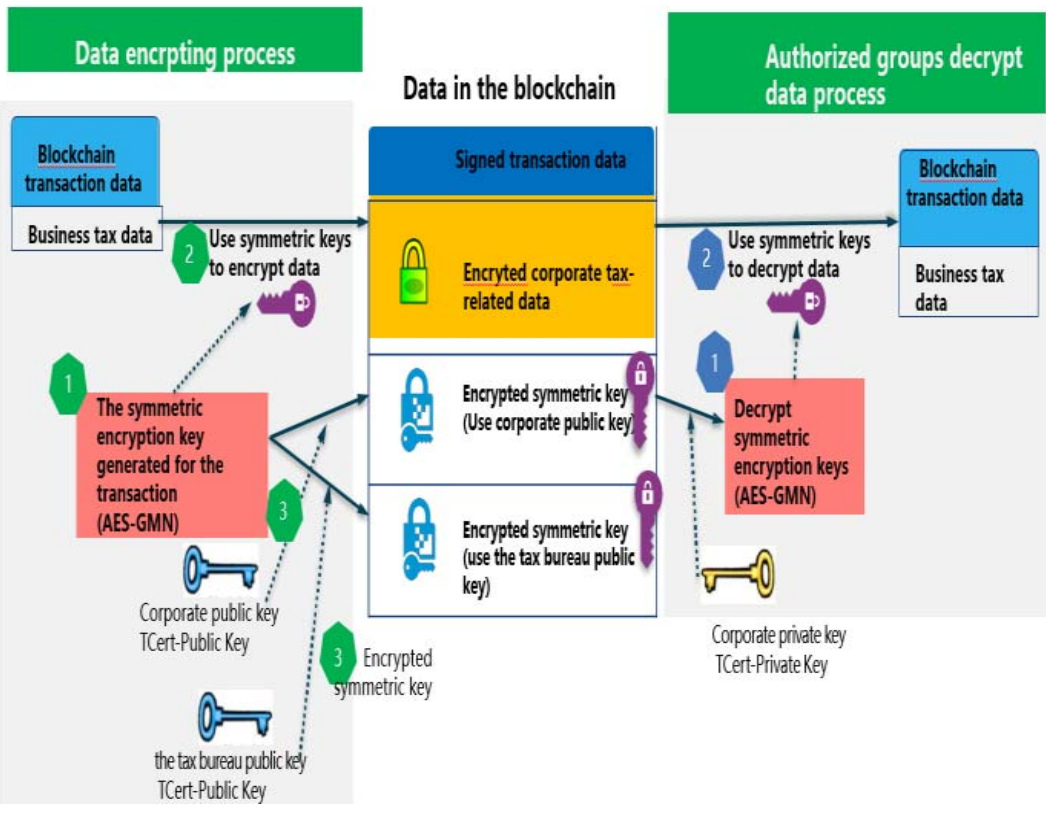 Data encrpting process
Data in the blockchain
Authorized groups decrypt
data process
Blockchain
transaction data
Business tax data
2
Use symmetric keys
to encrypt data
1
The symmetric
encryption key
generated for the
transaction
(AES-GMN)
3
Corporate public key
TCert-Public Key
3
Encrypted
symmetric key
the tax bureau public key
TCert-Public Key
Signed transaction data
Encryted corporate tax-
related data
Encrypted symmetric key
(Use corporate public key)
Encrypted symmetric key
(use the tax bureau public
key)
2
Use symmetric keys
to decrypt data
1
Decrypt
symmetric
encryption keys
(AES-GMN)
Corporate private key
TCert-Private Key
Blockchain
transaction data
Business tax
data